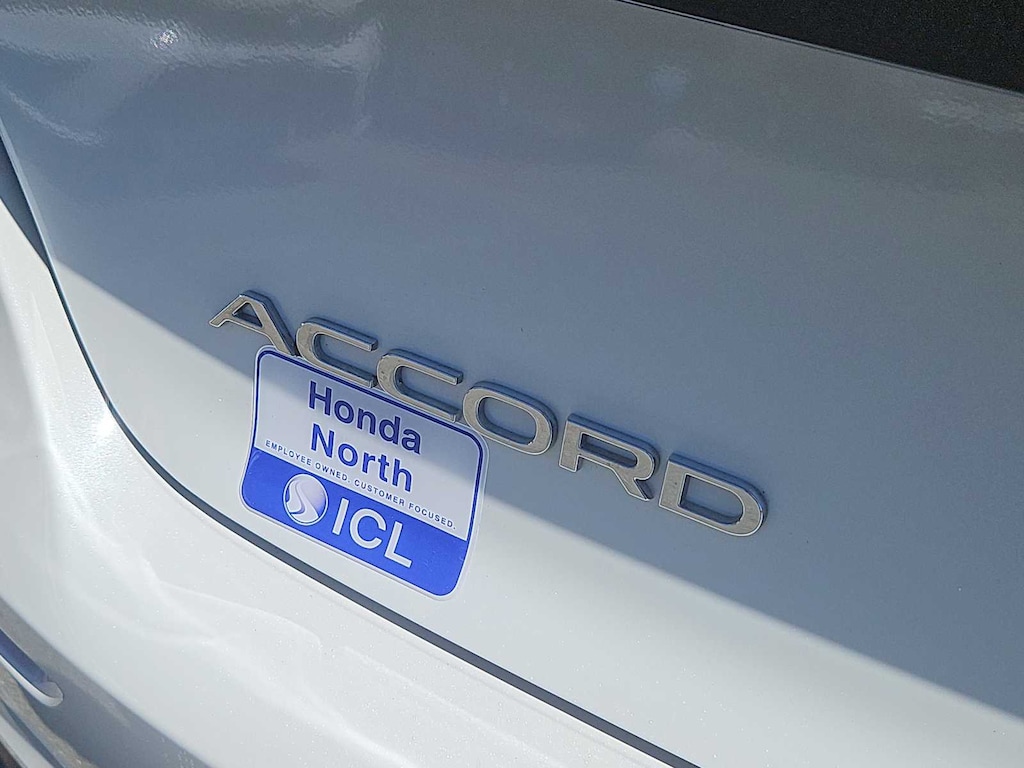 ACCORD
Honda
North
EMPLOYEE OWNED. CUSTOMER FOCUSED.
ICL